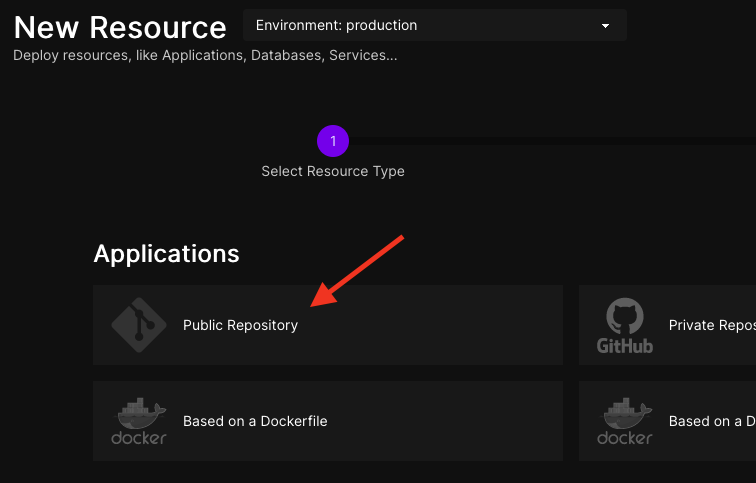 New Resource
Environment: production
Deploy resources, like Applications, Databases, Services...
1
Select Resource Type
Applications
Public Repository
GitHub
Private Repos
docker
Based on a Dockerfile
docker
Based on a D